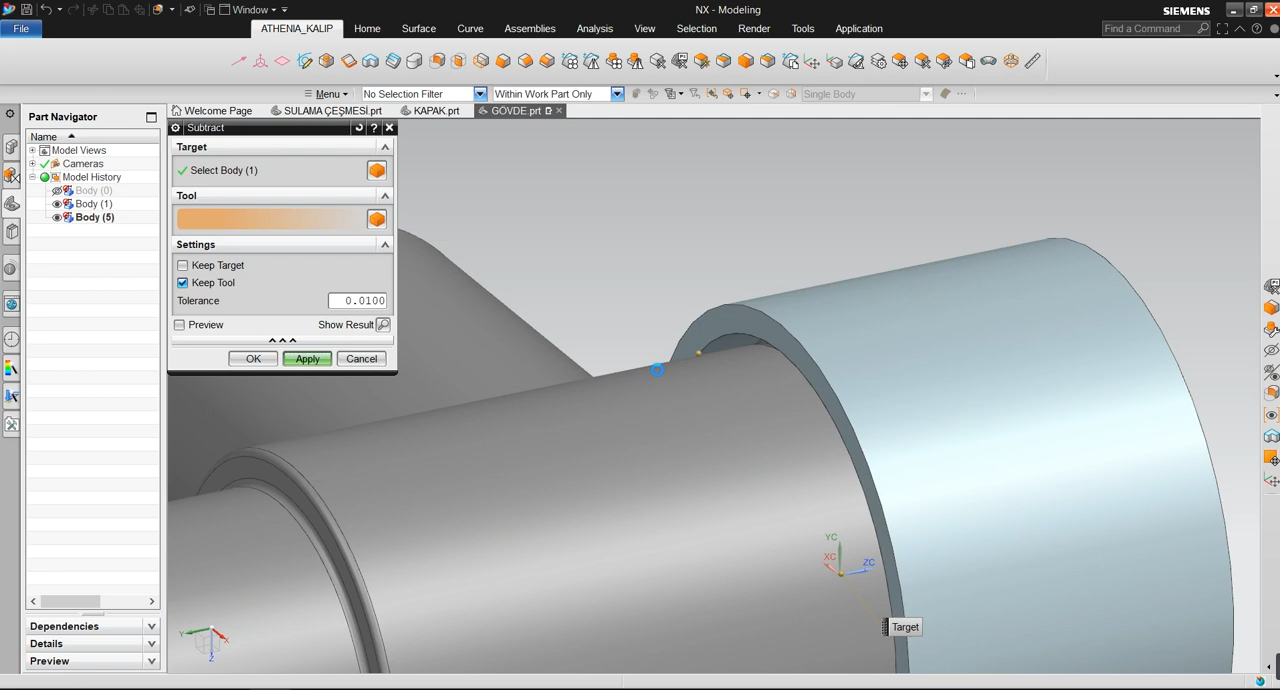 Window
NX - Modeling
SIEMENS
File
ATHENIA_KALIP
Home
Surface
Curve
Assemblies
Analysis
View
Selection
Render
Tools
Application
Find a Command
Menu
No Selection Filter
Within Work Part Only
Single Body
Part Navigator
Welcome Page
SULAMA ÇEŞMESİ.prt
KAPAK.prt
GÖVDE.prt
Subtract
Name
Model Views
Cameras
Model History
Body (0)
Body (1)
Body (5)
Target
Select Body (1)
Tool
Settings
Keep Target
Keep Tool
Tolerance
0.0100
Preview
Show Result
OK
Apply
Cancel
YC
XC
ZC
Target
Y
X
Z
Dependencies
Details
Preview